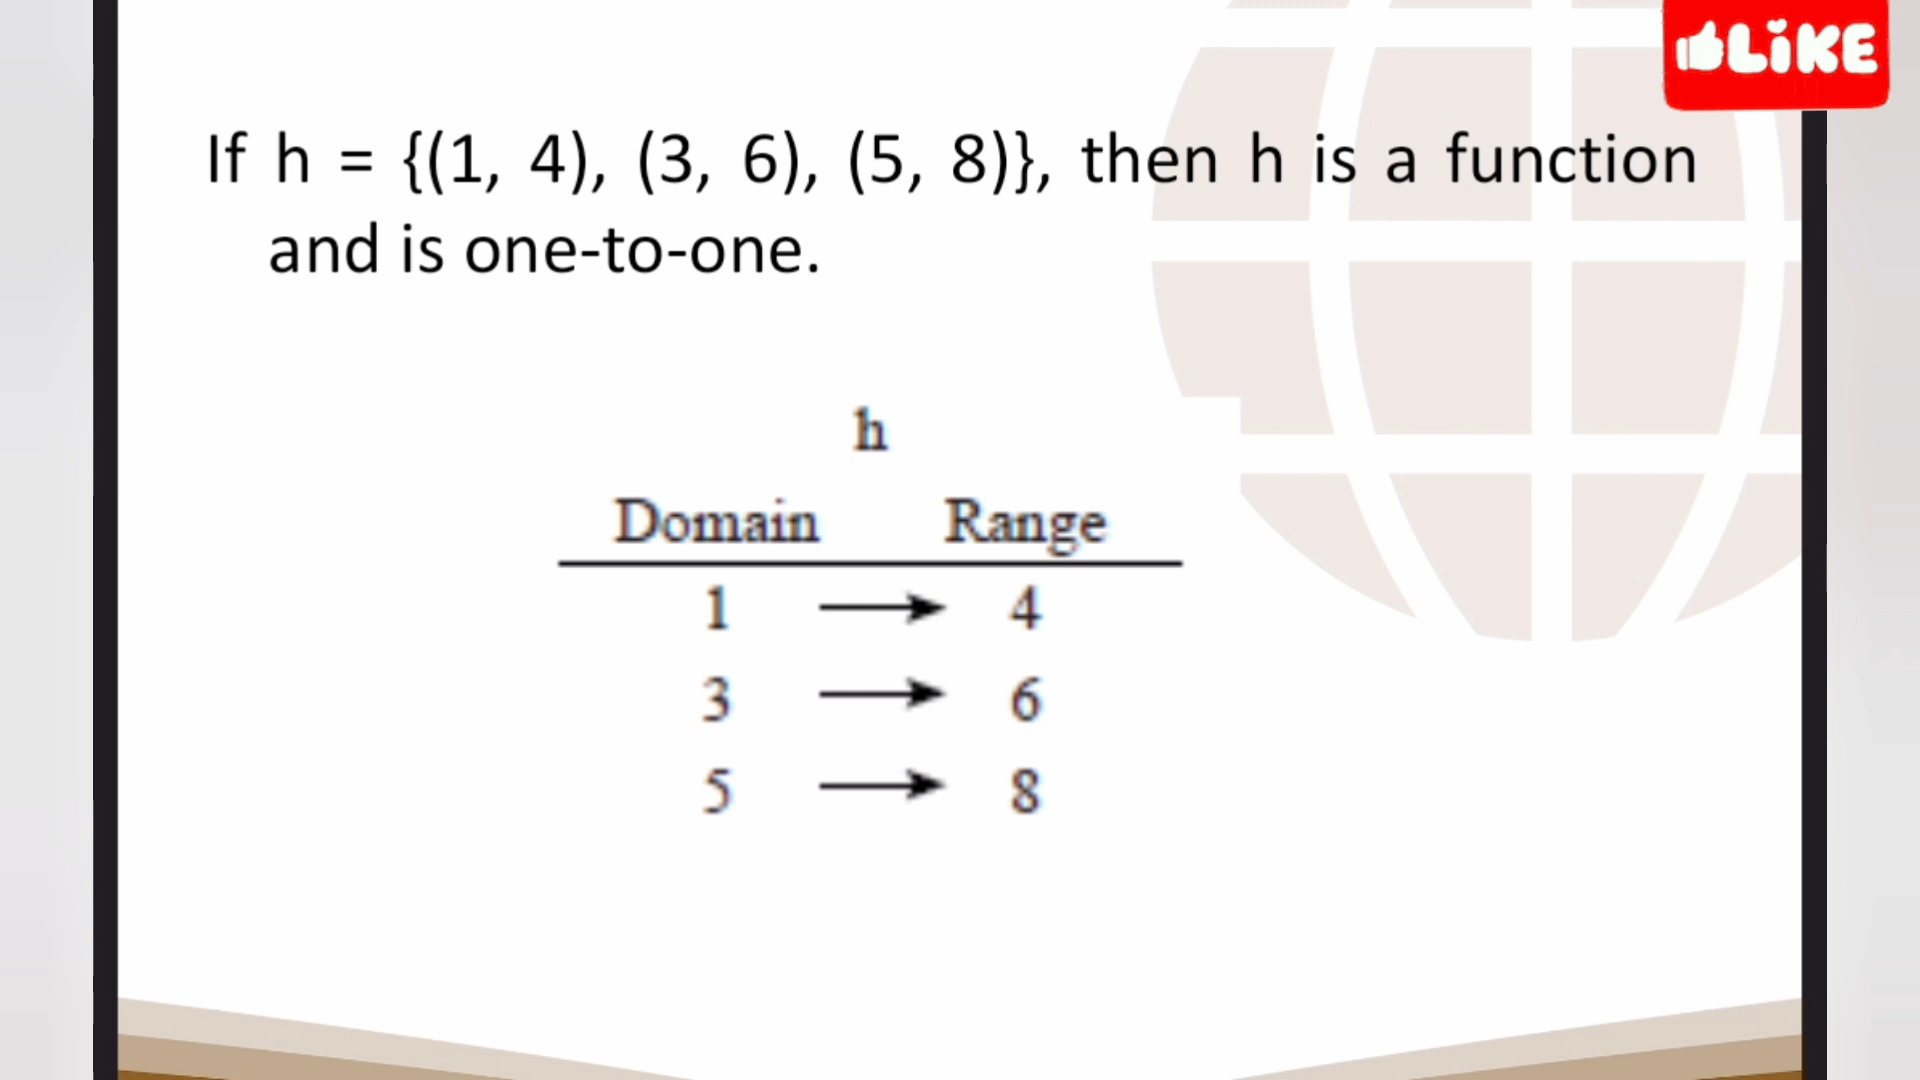 LiKE
If h = {(1, 4), (3, 6), (5, 8)}, then h is a function
and is one-to-one.
h
Domain Range
1 → 4
3 → 6
5 → 8